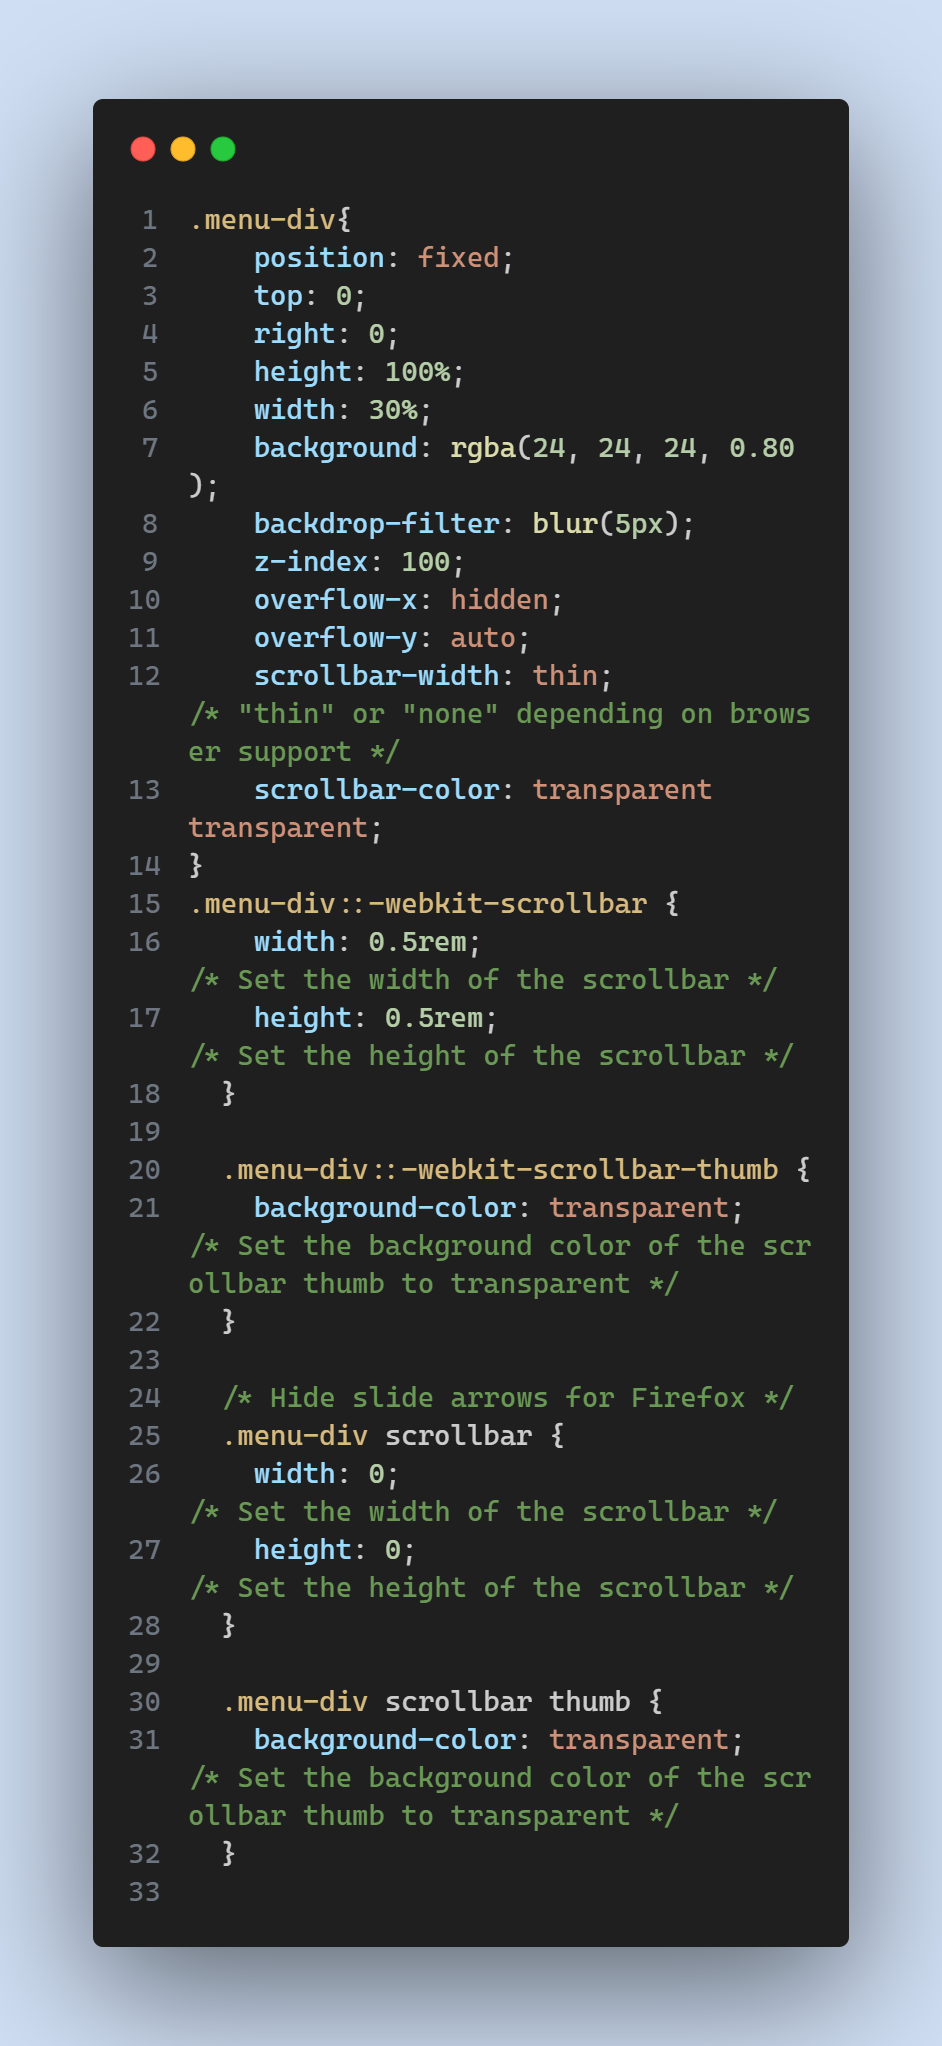 1 .menu-div{
2     position: fixed;
3     top: 0;
4     right: 0;
5     height: 100%;
6     width: 30%;
7     background: rgba(24, 24, 24, 0.80
);
8     backdrop-filter: blur(5px);
9     z-index: 100;
10     overflow-x: hidden;
11     overflow-y: auto;
12     scrollbar-width: thin;
/* "thin" or "none" depending on brows
er support */
13     scrollbar-color: transparent
transparent;
14 }
15 .menu-div::-webkit-scrollbar {
16     width: 0.5rem;
/* Set the width of the scrollbar */
17     height: 0.5rem;
/* Set the height of the scrollbar */
18   }
19
20   .menu-div::-webkit-scrollbar-thumb {
21     background-color: transparent;
/* Set the background color of the scr
ollbar thumb to transparent */
22   }
23
24   /* Hide slide arrows for Firefox */
25   .menu-div scrollbar {
26     width: 0;
/* Set the width of the scrollbar */
27     height: 0;
/* Set the height of the scrollbar */
28   }
29
30   .menu-div scrollbar thumb {
31     background-color: transparent;
/* Set the background color of the scr
ollbar thumb to transparent */
32   }
33